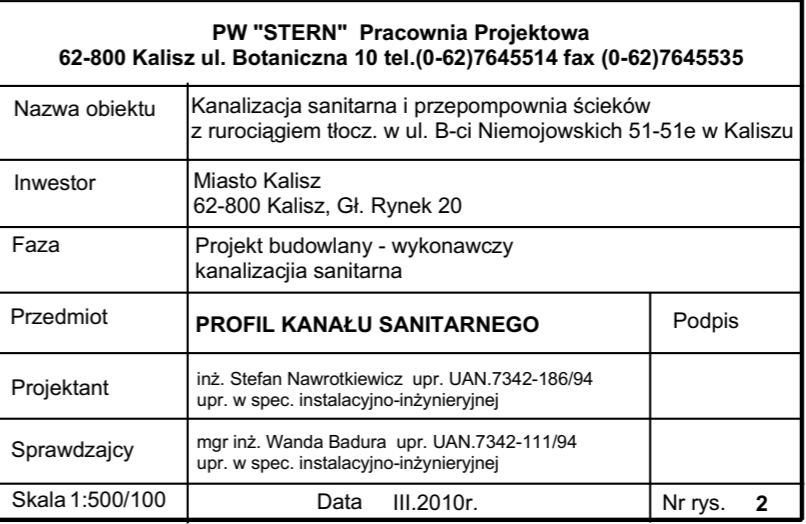 PW "STERN" Pracownia Projektowa
62-800 Kalisz ul. Botaniczna 10 tel.(0-62)7645514 fax (0-62)7645535
Nazwa obiektu
Kanalizacja sanitarna i przepompownia ścieków
z rurociągiem tłocz. w ul. B-ci Niemojowskich 51-51e w Kaliszu
Inwestor
Miasto Kalisz
62-800 Kalisz, Gł. Rynek 20
Faza
Projekt budowlany - wykonawczy
kanalizacjia sanitarna
Przedmiot
PROFIL KANAŁU SANITARNEGO
Podpis
Projektant
inż. Stefan Nawrotkiewicz upr. UAN.7342-186/94
upr. w spec. instalacyjno-inżynieryjnej
Sprawdzajcy
mgr inż. Wanda Badura upr. UAN.7342-111/94
upr. w spec. instalacyjno-inżynieryjnej
Skala 1:500/100
Data III.2010r.
Nr rys. 2